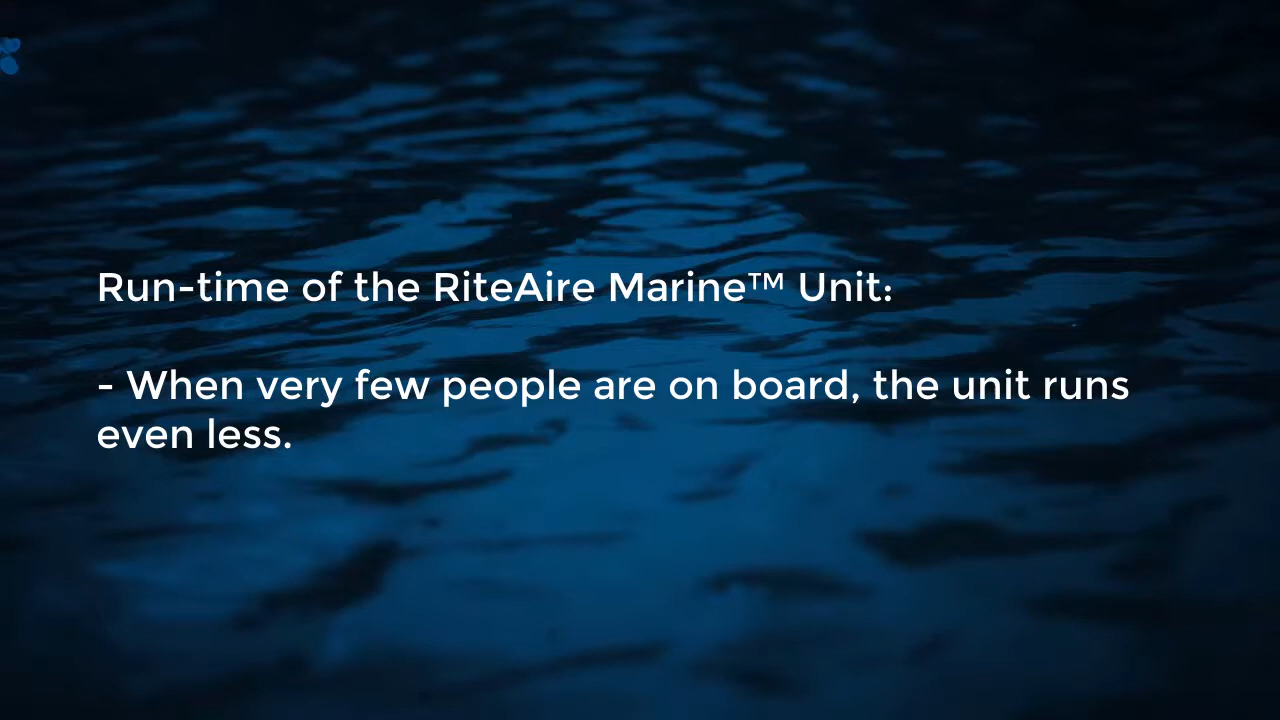 Run-time of the RiteAire Marine™ Unit:
- When very few people are on board, the unit runs
even less.